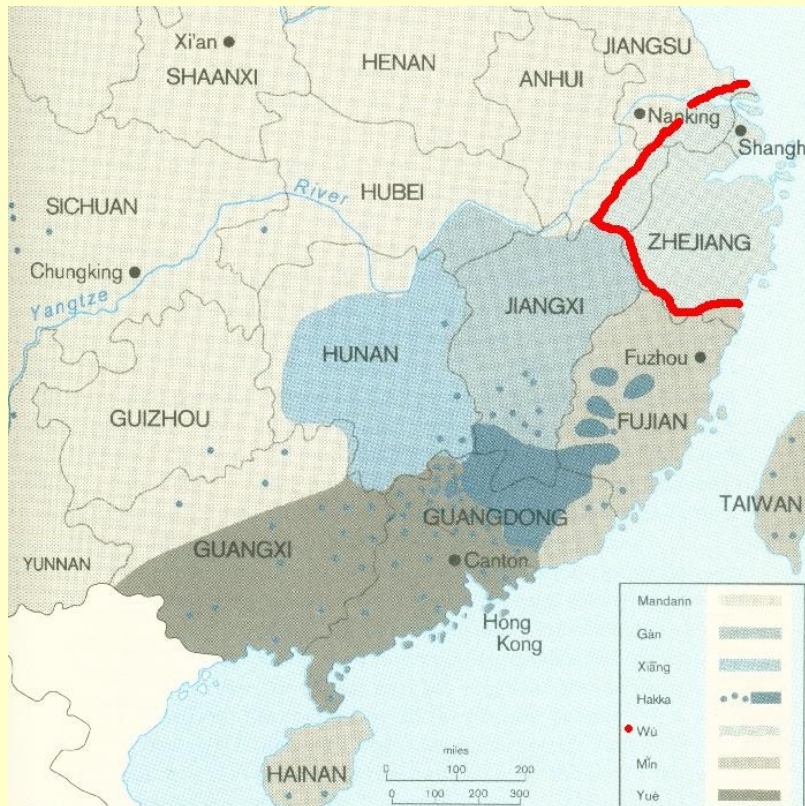 Xi'an
SHAANXI
HENAN
ANHUI
JIANGSU
Nanking
Shangh
HUBEI
River
SICHUAN
ZHEJIANG
Chungking
Yangtze
JIANGXI
HUNAN
Fuzhou
GUIZHOU
FUJIAN
TAIWAN
GUANGDONG
GUANGXI
YUNNAN
Canton
Hong
Kong
HAINAN
miles
0 100 200
0 100 200 300
Mandarin
Gàn
Xiāng
Hakka
Wú
Mǐn
Yuè